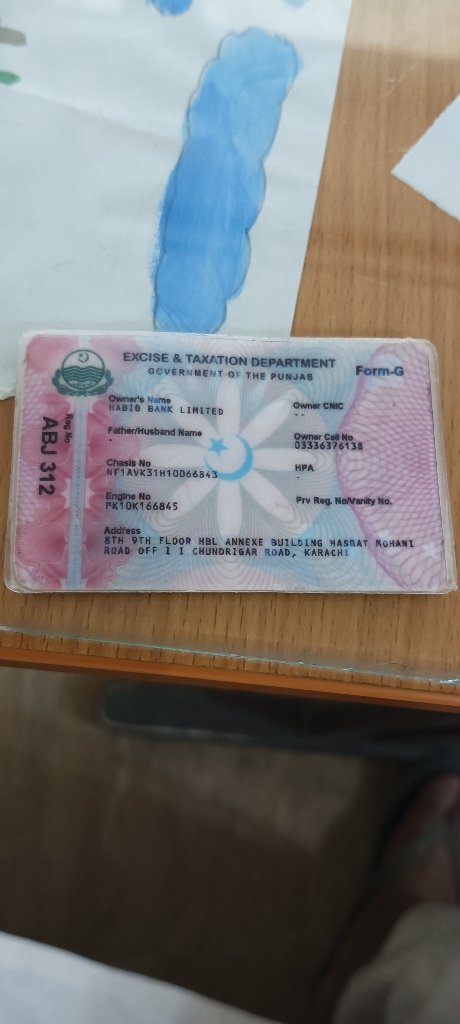 EXCISE & TAXATION DEPARTMENT
GOVERNMENT OF THE PUNJAB
Form-G
Reg No
ABJ 312
Owner's Name
HABIB BANK LIMITED
Owner CNIC
--
Father/Husband Name
-
Owner Cell No
03336376138
Chassis No
NF1AVK31H10D66843
HPA
-
Engine No
PK10K166845
Prv Reg. No/Vanity No.
Address
8TH 9TH FLOOR HBL ANNEXE BUILDING HASRAT MOHANI
ROAD OFF I I CHUNDRIGAR ROAD, KARACHI